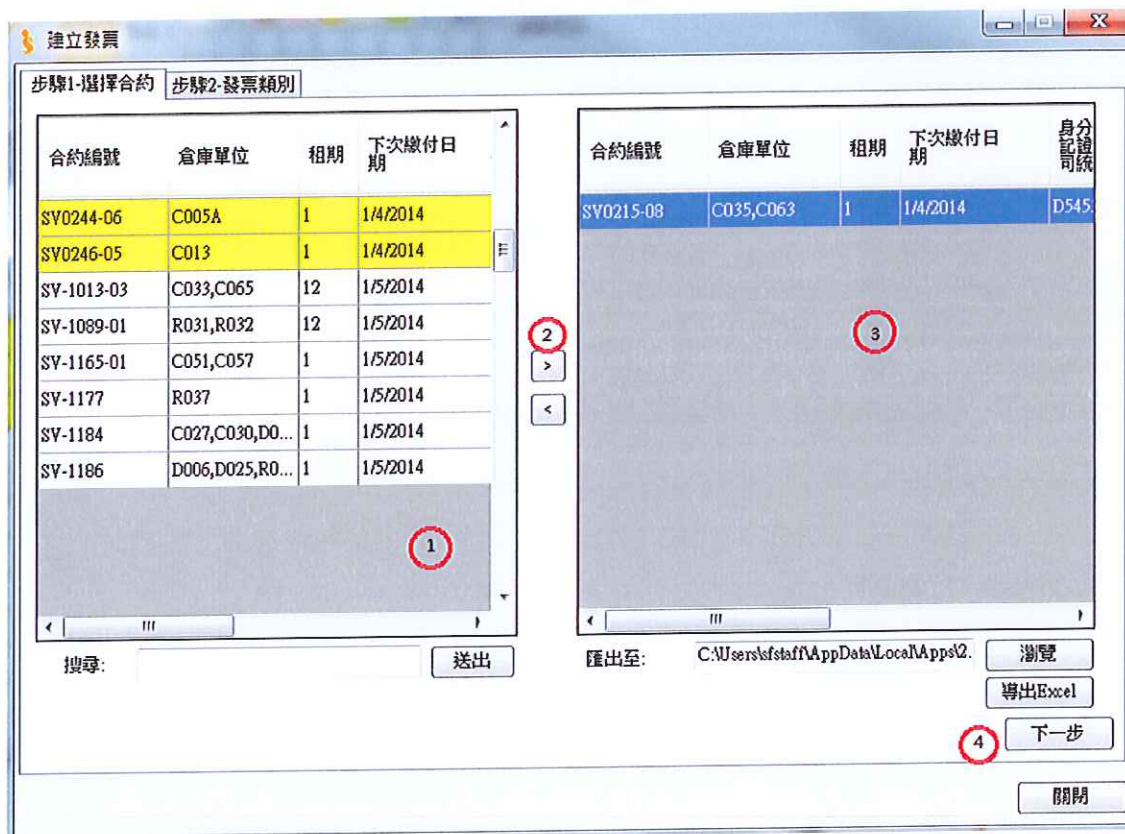 建立發票
步驟1-選擇合約 步驟2-發票類別
合約編號 倉庫單位 租期 下次繳付日期
SV0244-06 C005A 1 1/4/2014
SV0246-05 C013 1 1/4/2014
SV-1013-03 C033,C065 12 1/5/2014
SV-1089-01 R031,R032 12 1/5/2014
SV-1165-01 C051,C057 1 1/5/2014
SV-1177 R037 1 1/5/2014
SV-1184 C027,C030,D0... 1 1/5/2014
SV-1186 D006,D025,R0... 1 1/5/2014
1
搜尋: 送出
2
>
<
合約編號 倉庫單位 租期 下次繳付日期 身分證記司統
SV0215-08 C035,C063 1 1/4/2014 D545
3
匯出至: C:\Users\sfstaff\AppData\Local\Apps\2. 瀏覽
導出Excel
4 下一步
關閉